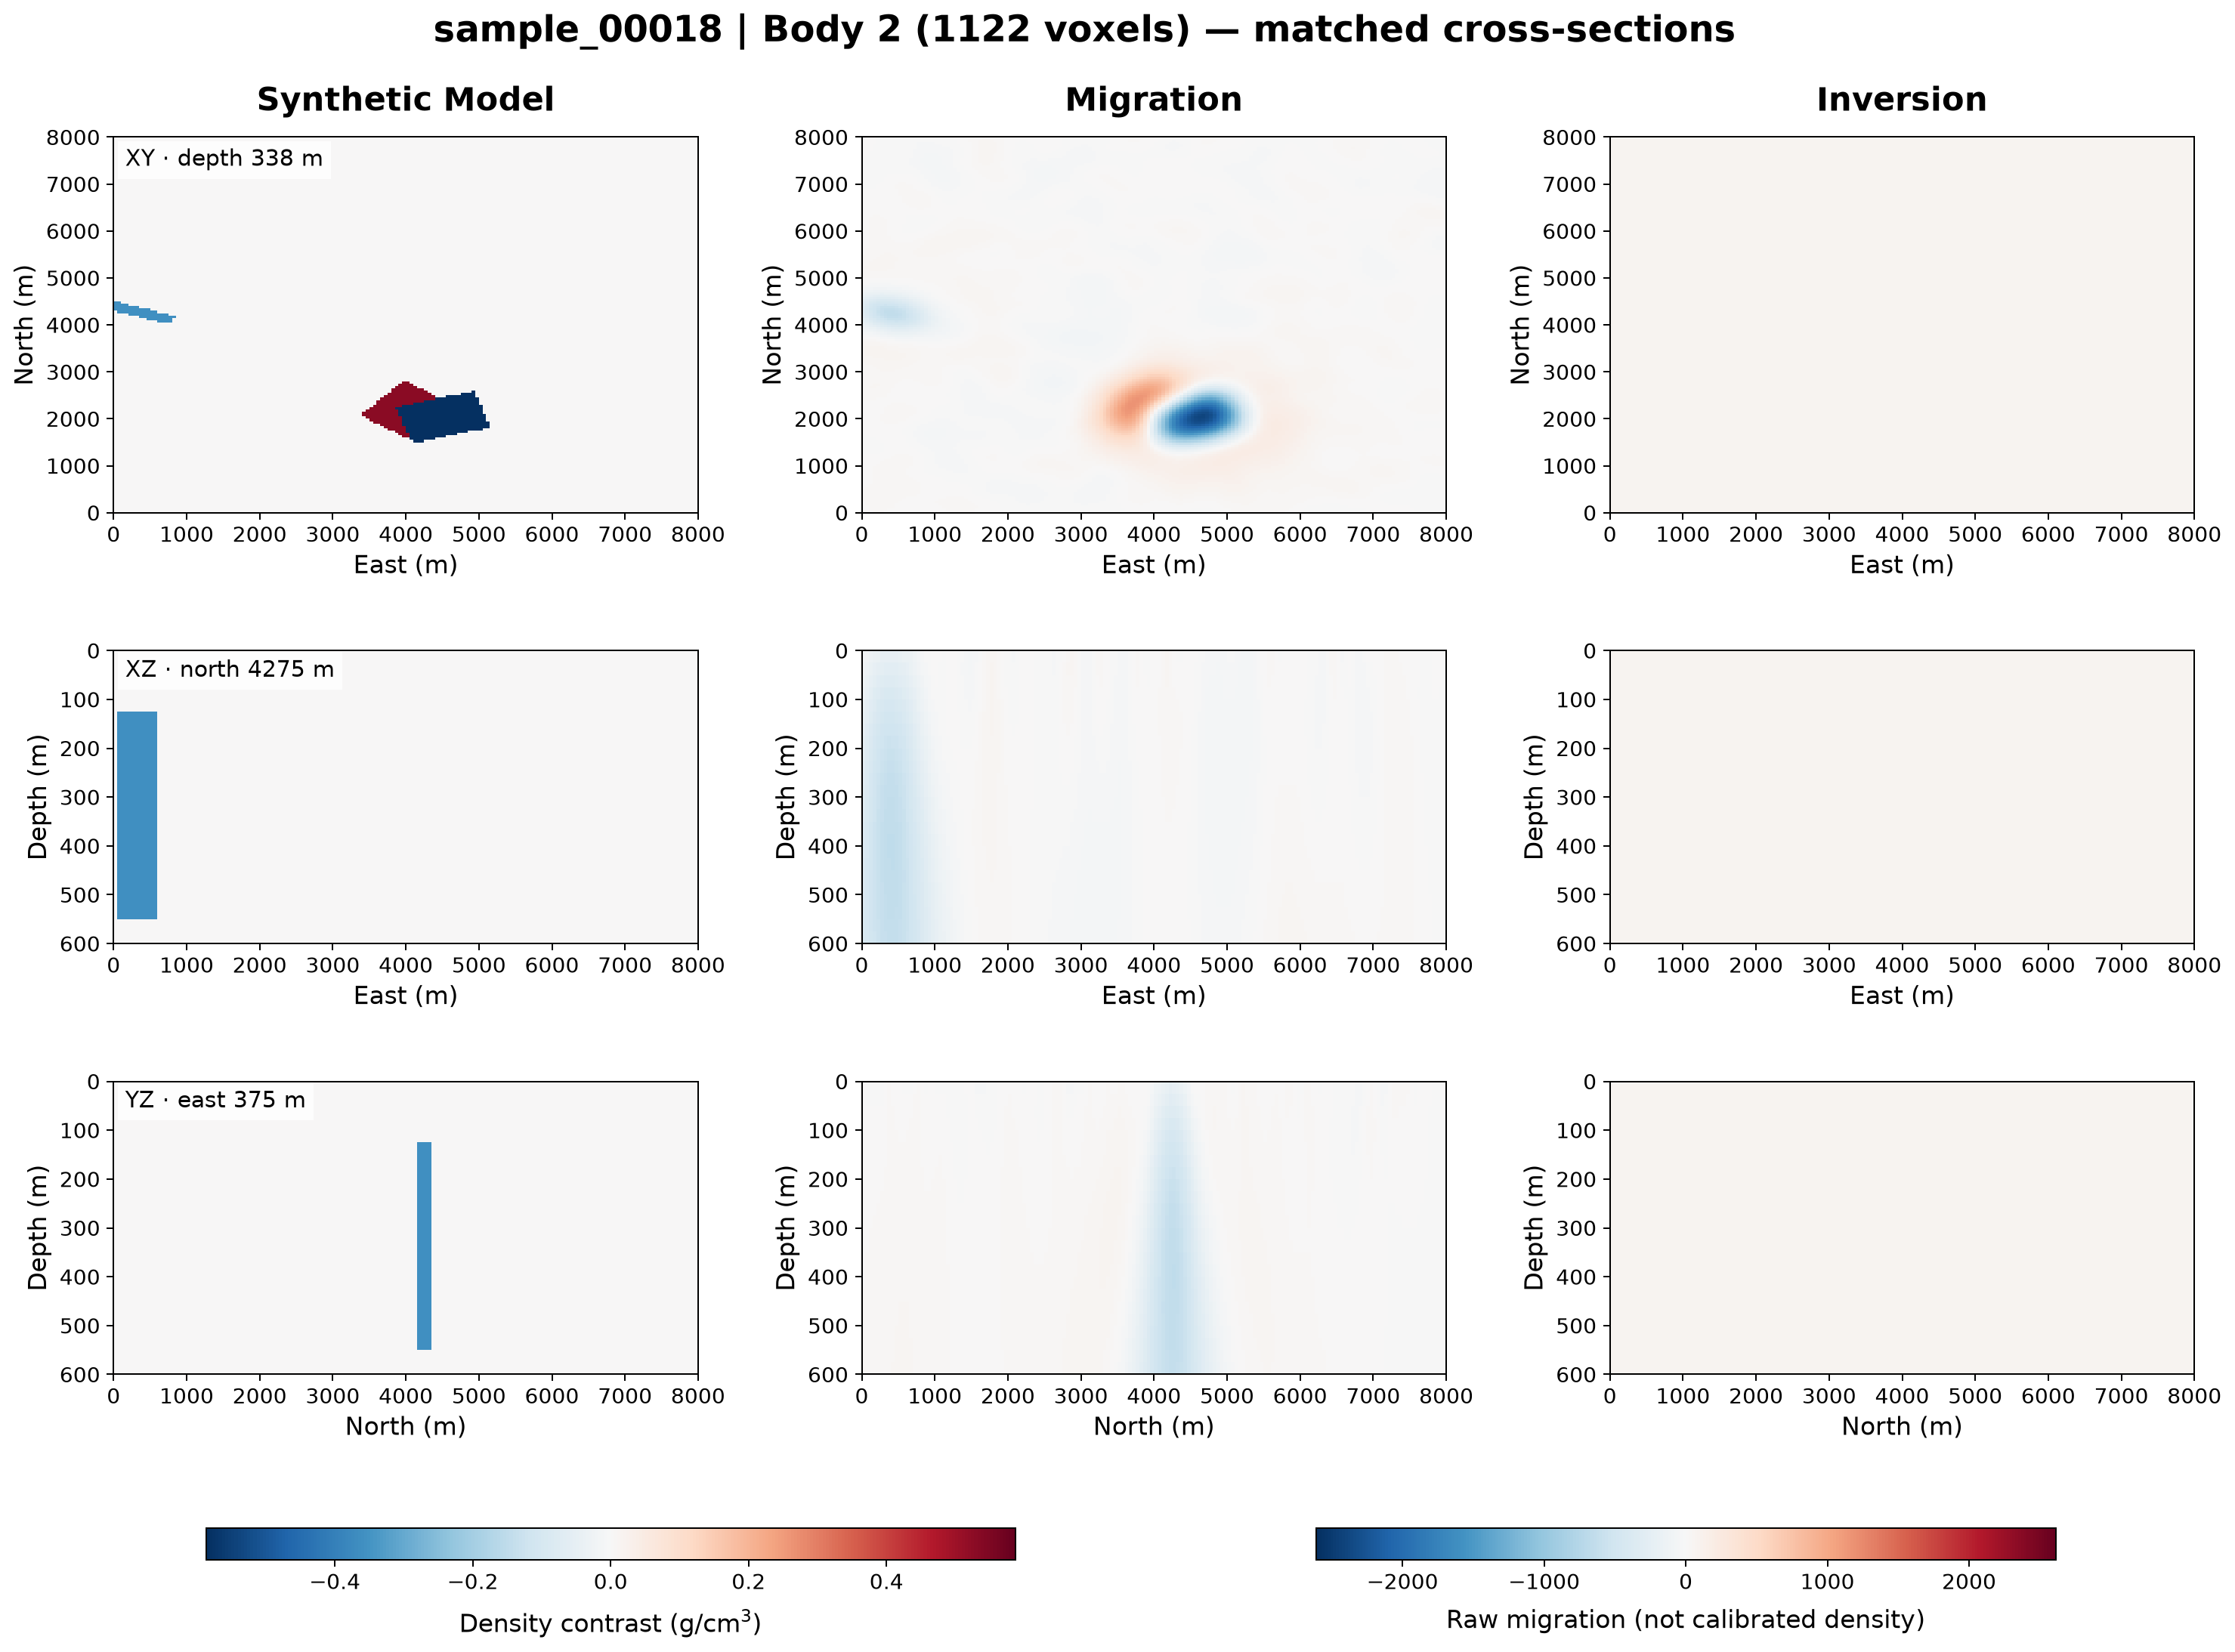 sample_00018 | Body 2 (1122 voxels) — matched cross-sections
Synthetic Model
Migration
Inversion
XY · depth 338 m
8000
7000
6000
5000
4000
3000
2000
1000
0
North (m)
0 1000 2000 3000 4000 5000 6000 7000 8000
East (m)
8000
7000
6000
5000
4000
3000
2000
1000
0
North (m)
0 1000 2000 3000 4000 5000 6000 7000 8000
East (m)
8000
7000
6000
5000
4000
3000
2000
1000
0
North (m)
0 1000 2000 3000 4000 5000 6000 7000 8000
East (m)
XZ · north 4275 m
0
100
200
300
400
500
600
Depth (m)
0 1000 2000 3000 4000 5000 6000 7000 8000
East (m)
0
100
200
300
400
500
600
Depth (m)
0 1000 2000 3000 4000 5000 6000 7000 8000
East (m)
0
100
200
300
400
500
600
Depth (m)
0 1000 2000 3000 4000 5000 6000 7000 8000
East (m)
YZ · east 375 m
0
100
200
300
400
500
600
Depth (m)
0 1000 2000 3000 4000 5000 6000 7000 8000
North (m)
0
100
200
300
400
500
600
Depth (m)
0 1000 2000 3000 4000 5000 6000 7000 8000
North (m)
0
100
200
300
400
500
600
Depth (m)
0 1000 2000 3000 4000 5000 6000 7000 8000
North (m)
−0.4 −0.2 0.0 0.2 0.4
Density contrast (g/cm³)
−2000 −1000 0 1000 2000
Raw migration (not calibrated density)